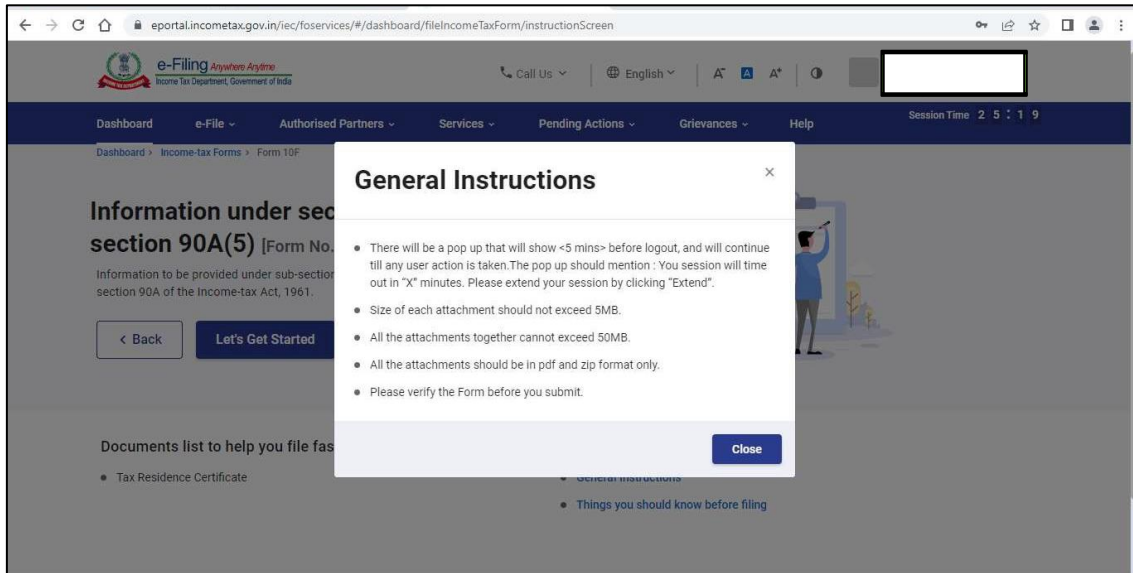 eportal.incometax.gov.in/iec/foservices/#/dashboard/fileIncomeTaxForm/instructionScreen
e-Filing Anywhere Anytime
Income Tax Department, Government of India
Call Us
English
A-
A
A+
Dashboard
e-File
Authorised Partners
Services
Pending Actions
Grievances
Help
Session Time 2 5 : 1 9
Dashboard > Income-tax Forms > Form 10F
General Instructions
Information under sec
section 90A(5) [Form No.
Information to be provided under sub-section
section 90A of the Income-tax Act, 1961.
< Back
Let's Get Started
● There will be a pop up that will show <5 mins> before logout, and will continue
till any user action is taken.The pop up should mention : You session will time
out in “X” minutes. Please extend your session by clicking “Extend”.
● Size of each attachment should not exceed 5MB.
● All the attachments together cannot exceed 50MB.
● All the attachments should be in pdf and zip format only.
● Please verify the Form before you submit.
Close
Documents list to help you file fas
● Tax Residence Certificate
● General Instructions
● Things you should know before filing